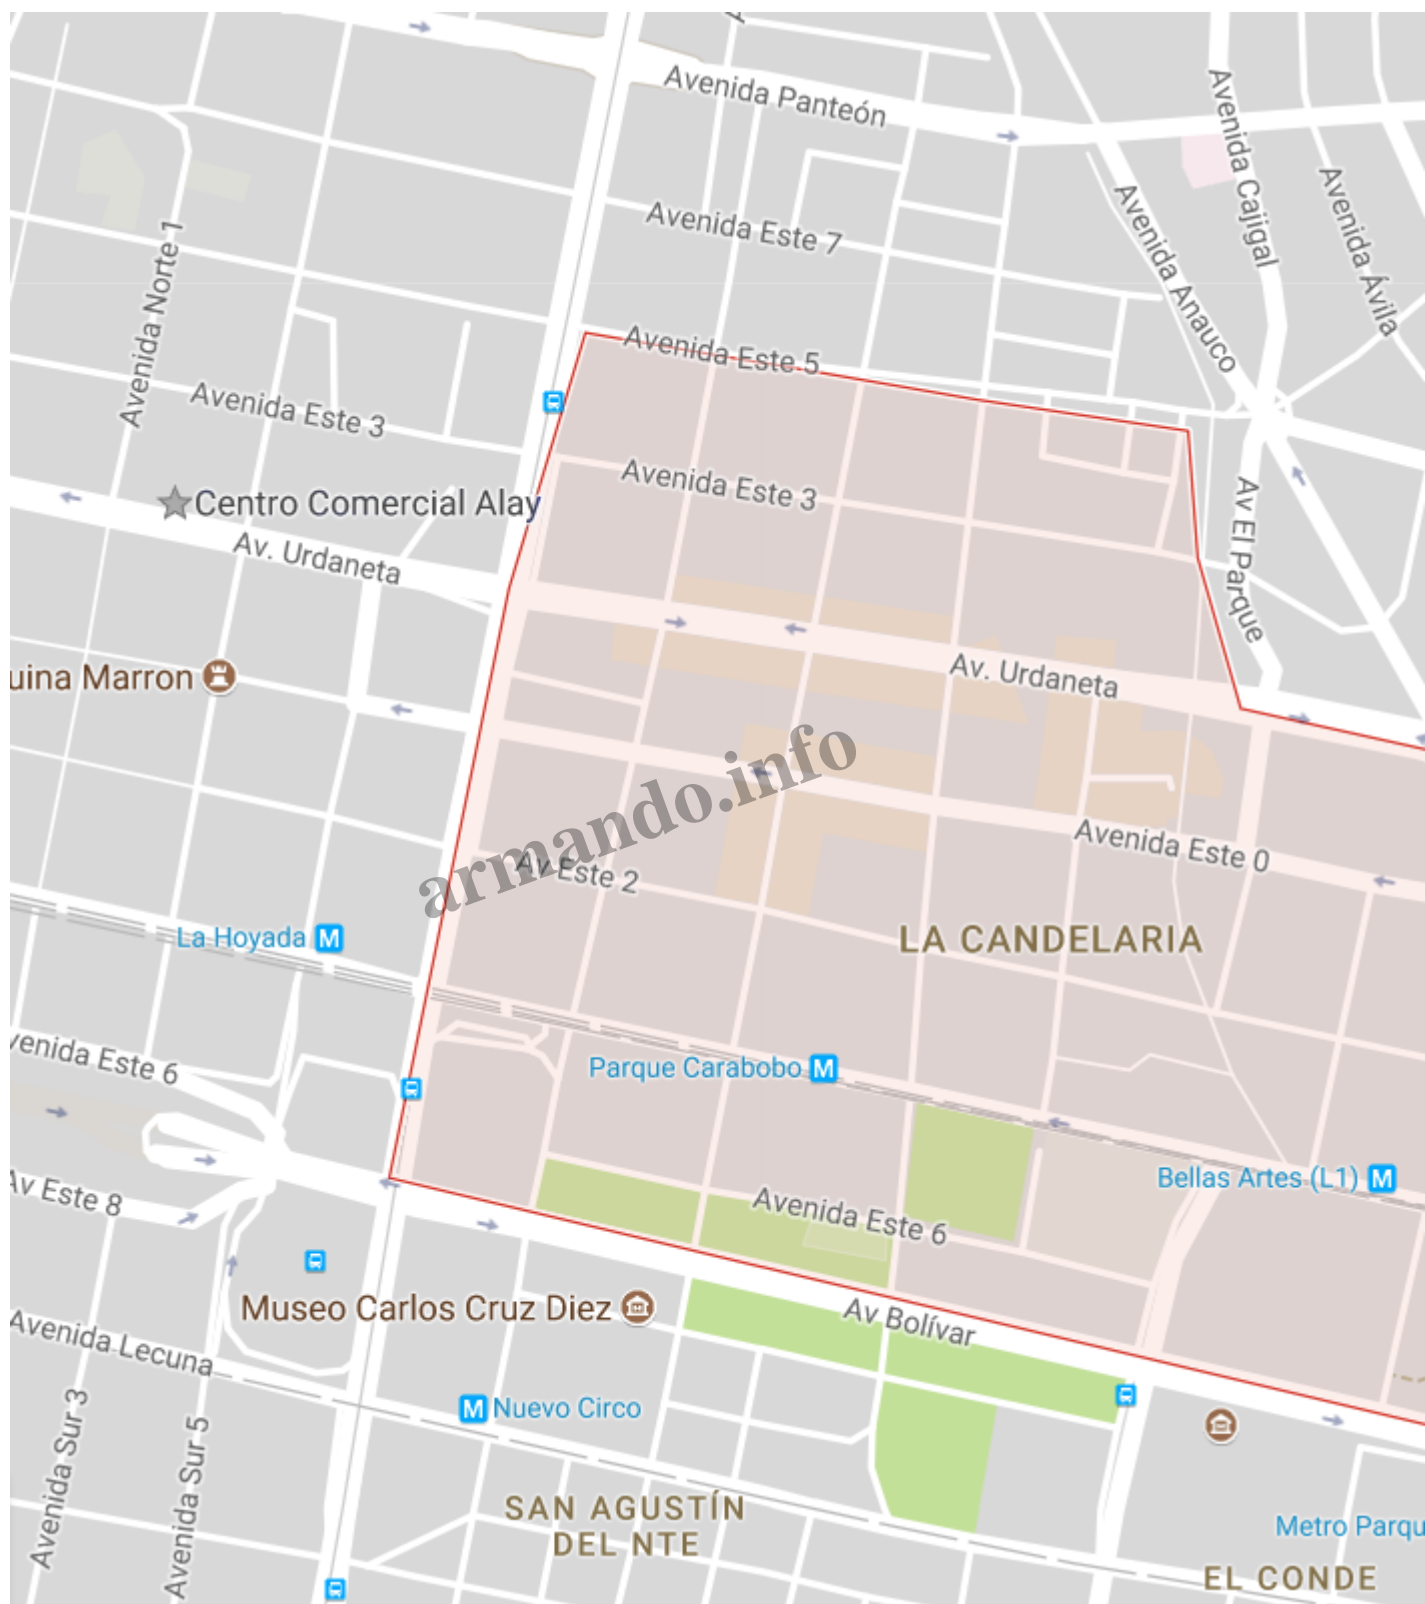 Avenida Panteón
Avenida Cajigal
Avenida Ávila
Avenida Anauco
Avenida Este 7
Avenida Norte 1
Avenida Este 5
Avenida Este 3
Avenida Este 3
Centro Comercial Alay
Av El Parque
Av. Urdaneta
Av. Urdaneta
uina Marron
armando.info
Avenida Este 0
Av Este 2
LA CANDELARIA
La Hoyada
venida Este 6
Parque Carabobo
Bellas Artes (L1)
Av Este 8
Avenida Este 6
Museo Carlos Cruz Diez
Av Bolívar
Avenida Lecuna
Nuevo Circo
Avenida Sur 3
Avenida Sur 5
SAN AGUSTÍN
DEL NTE
Metro Parqu
EL CONDE